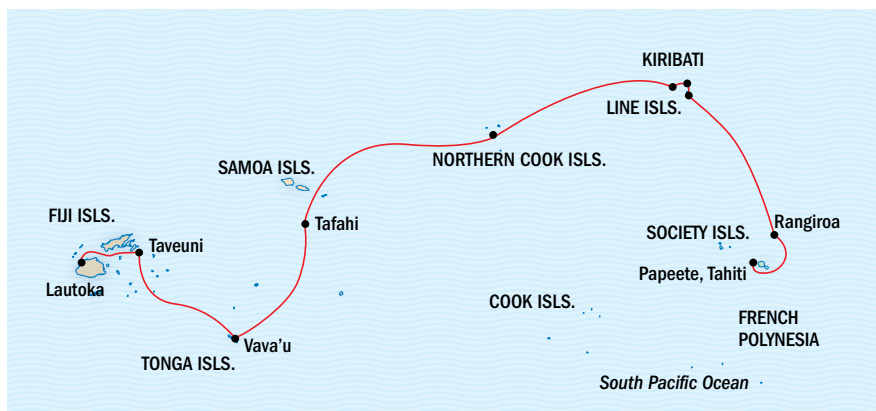 KIRIBATI
LINE ISLS.
NORTHERN COOK ISLS.
SAMOA ISLS.
Tafahi
FIJI ISLS.
Taveuni
Lautoka
Rangiroa
SOCIETY ISLS.
Papeete, Tahiti
COOK ISLS.
FRENCH
POLYNESIA
Vava'u
TONGA ISLS.
South Pacific Ocean